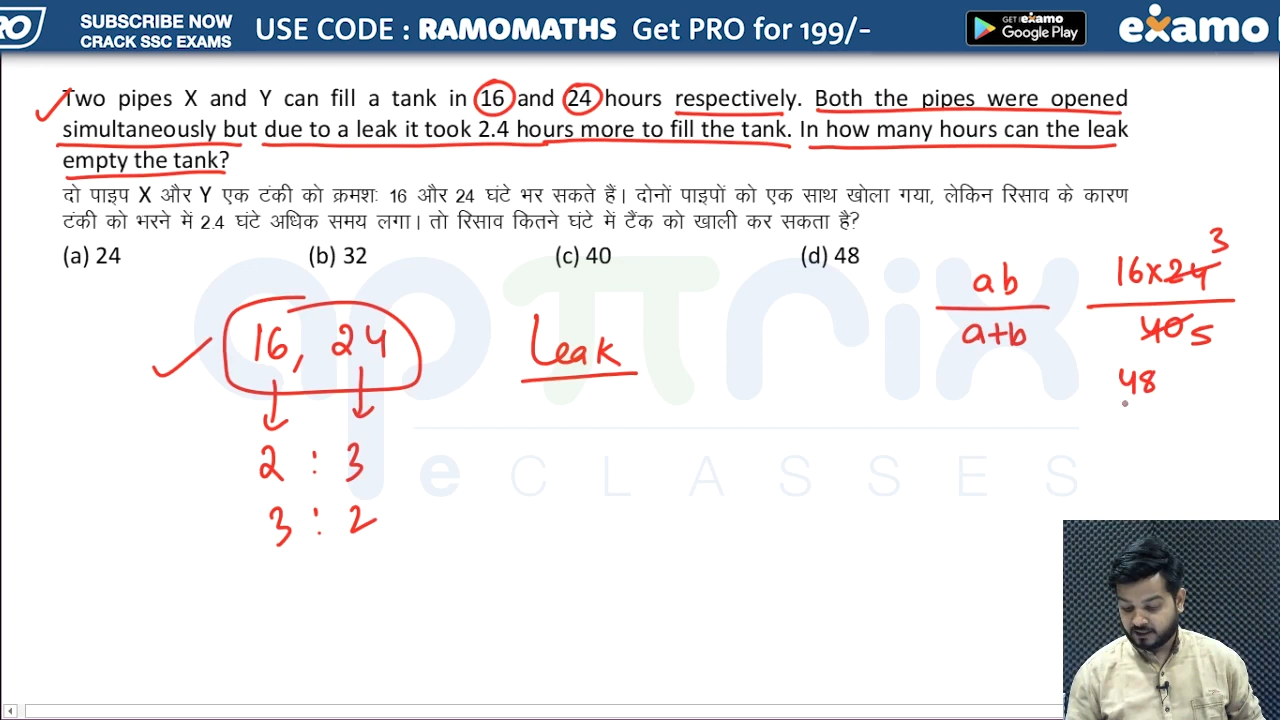 RO
SUBSCRIBE NOW
CRACK SSC EXAMS
USE CODE : RAMOMATHS Get PRO for 199/-
GET IT examo
Google Play
examo
Two pipes X and Y can fill a tank in 16 and 24 hours respectively. Both the pipes were opened
simultaneously but due to a leak it took 2.4 hours more to fill the tank. In how many hours can the leak
empty the tank?
दो पाइप X और Y एक टंकी को क्रमशः 16 और 24 घंटे भर सकते हैं। दोनों पाइपों को एक साथ खोला गया, लेकिन रिसाव के कारण
टंकी को भरने में 2.4 घंटे अधिक समय लगा। तो रिसाव कितने घंटे में टैंक को खाली कर सकता है?
(a) 24 (b) 32 (c) 40 (d) 48
16, 24
2 : 3
3 : 2
Leak
ab
a+b
16×24 3
40 5
48
apπrix
e CLASSES